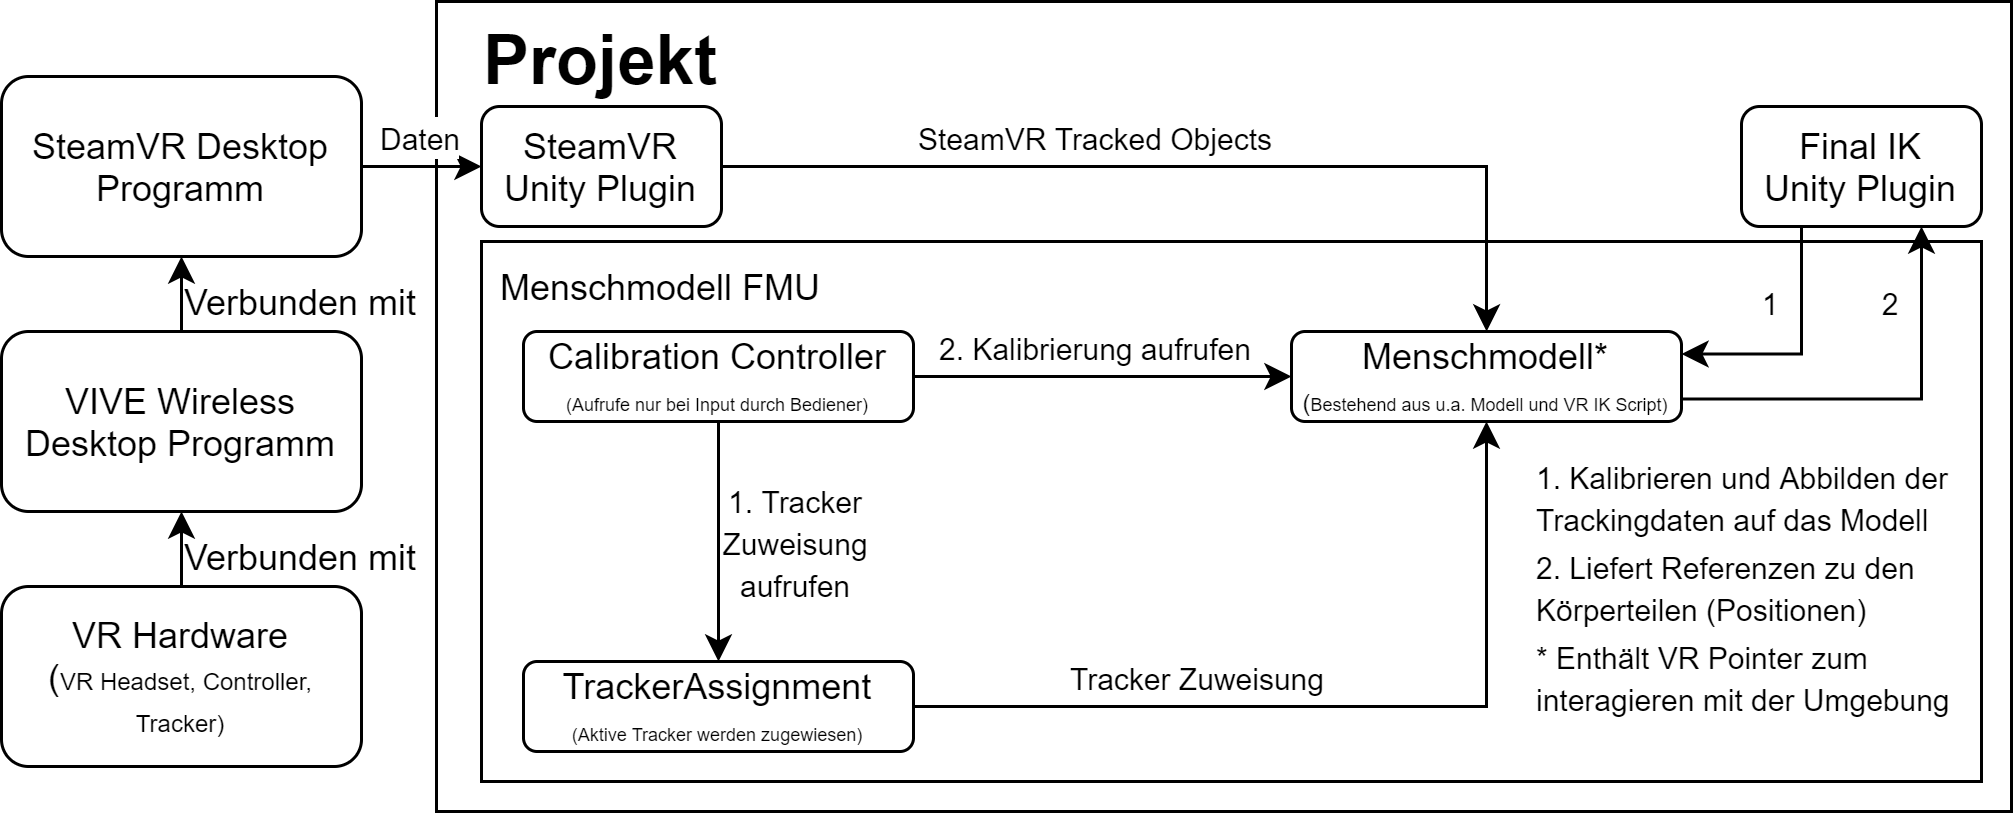 Projekt
SteamVR Desktop
Programm
Daten
SteamVR
Unity Plugin
SteamVR Tracked Objects
Final IK
Unity Plugin
Verbunden mit
VIVE Wireless
Desktop Programm
Verbunden mit
VR Hardware
(VR Headset, Controller,
Tracker)
Menschmodell FMU
Calibration Controller
(Aufrufe nur bei Input durch Bediener)
2. Kalibrierung aufrufen
Menschmodell*
(Bestehend aus u.a. Modell und VR IK Script)
1
2
1. Tracker
Zuweisung
aufrufen
TrackerAssignment
(Aktive Tracker werden zugewiesen)
Tracker Zuweisung
1. Kalibrieren und Abbilden der
Trackingdaten auf das Modell
2. Liefert Referenzen zu den
Körperteilen (Positionen)
* Enthält VR Pointer zum
interagieren mit der Umgebung